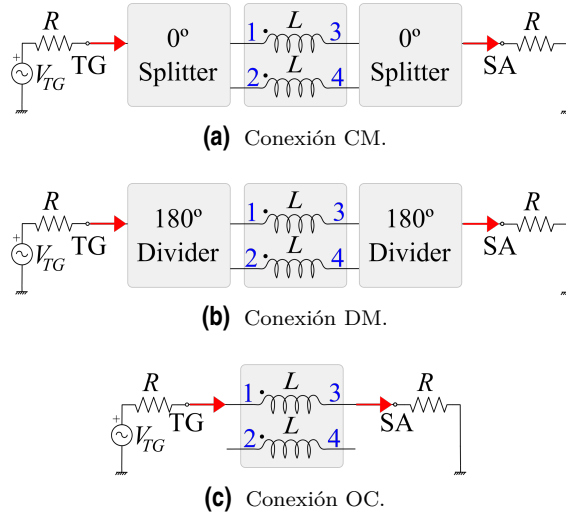 R
V_TG
TG
0º
Splitter
1
L
3
2
L
4
0º
Splitter
SA
R
(a) Conexión CM.
R
V_TG
TG
180º
Divider
1
L
3
2
L
4
180º
Divider
SA
R
(b) Conexión DM.
R
V_TG
TG
1
L
3
2
L
4
SA
R
(c) Conexión OC.